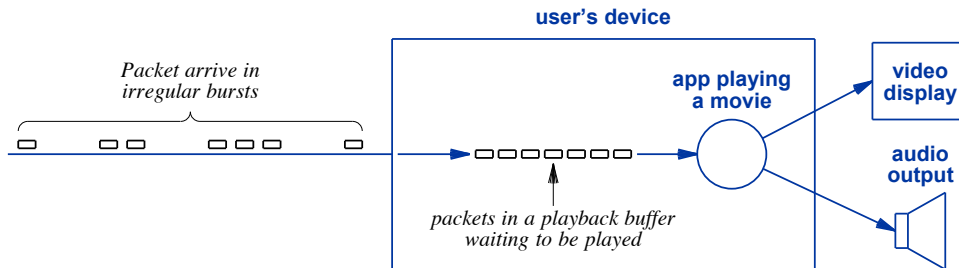 user's device
Packet arrive in
irregular bursts
app playing
a movie
video
display
audio
output
packets in a playback buffer
waiting to be played